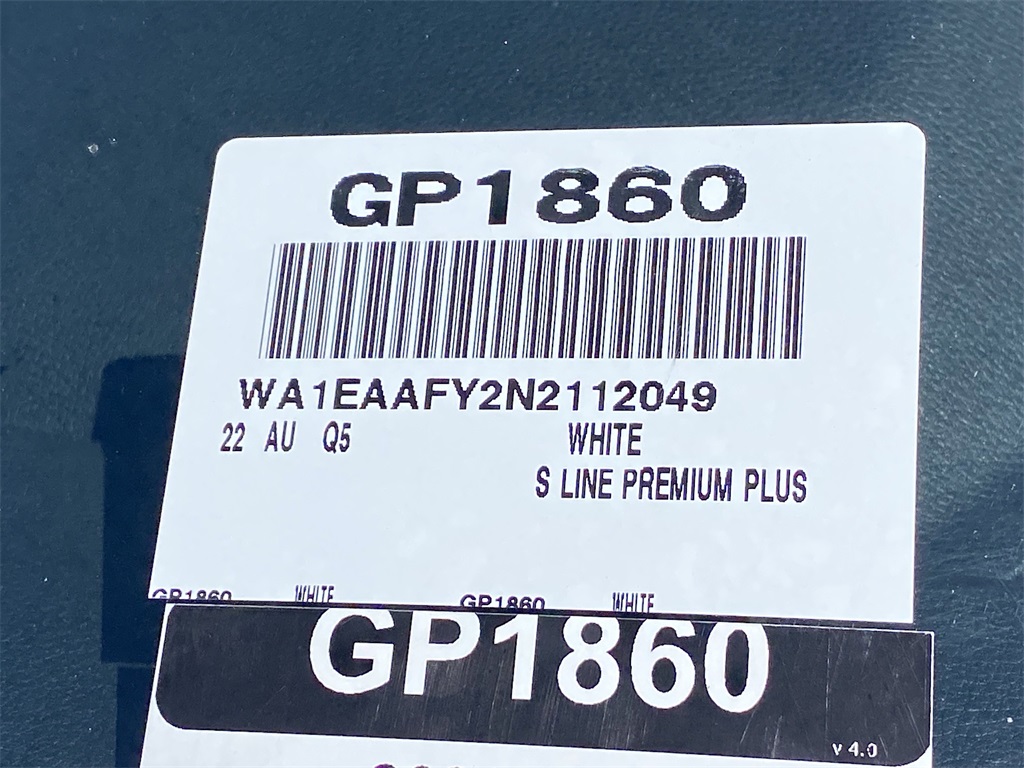 GP1860
WA1EAAFY2N2112049
22 AU Q5 WHITE
S LINE PREMIUM PLUS
GP1860 WHITE GP1860 WHITE
GP1860
v 4.0